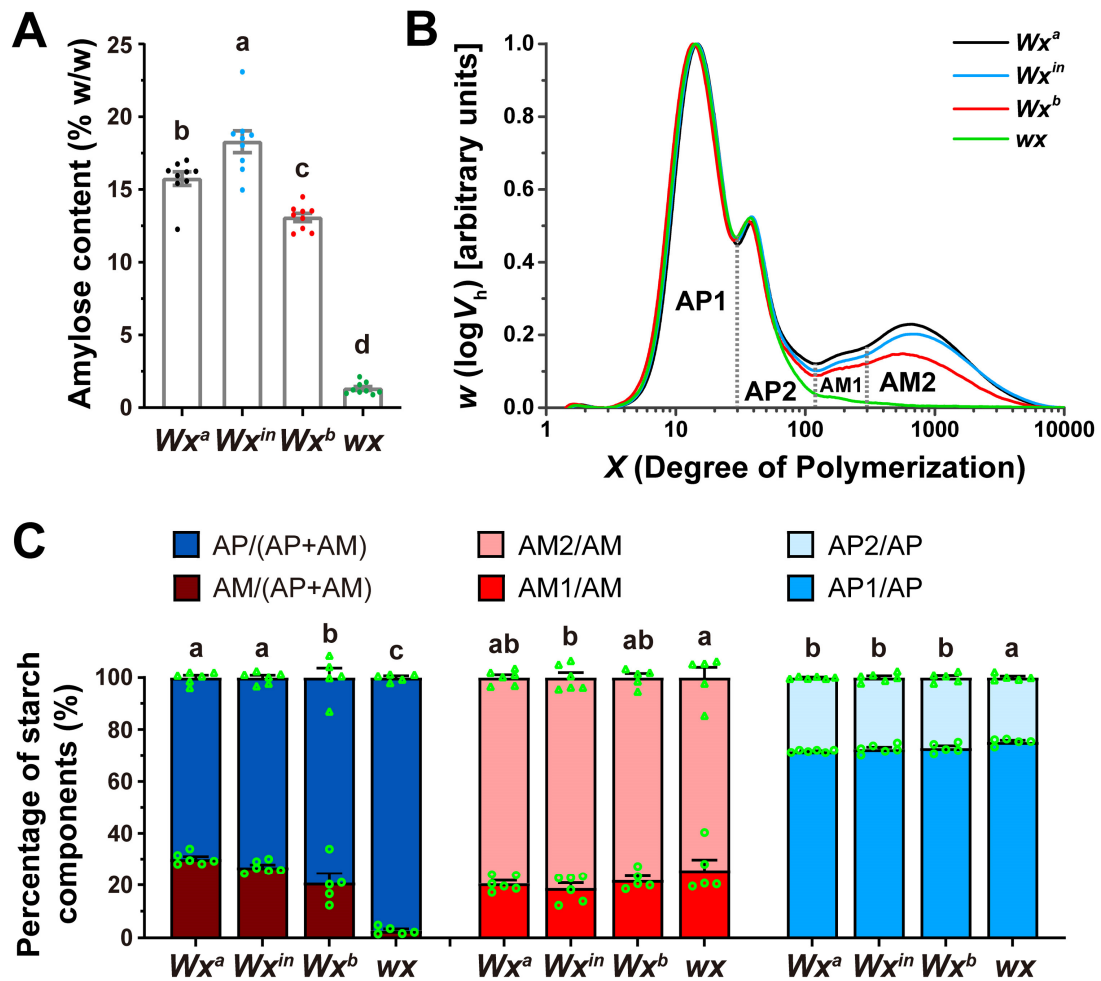 A
Amylose content (% w/w)
25
20
15
10
5
0
b
a
c
d
Wxᵃ Wxⁱⁿ Wxᵇ wx
B
w (logVₕ) [arbitrary units]
1.0
0.8
0.6
0.4
0.2
0.0
AP1
AP2
AM1
AM2
Wxᵃ
Wxⁱⁿ
Wxᵇ
wx
1 10 100 1000 10000
X (Degree of Polymerization)
C
AP/(AP+AM)
AM/(AP+AM)
AM2/AM
AM1/AM
AP2/AP
AP1/AP
Percentage of starch
components (%)
100
80
60
40
20
0
a a b c ab b ab a b b b a
Wxᵃ Wxⁱⁿ Wxᵇ wx Wxᵃ Wxⁱⁿ Wxᵇ wx Wxᵃ Wxⁱⁿ Wxᵇ wx